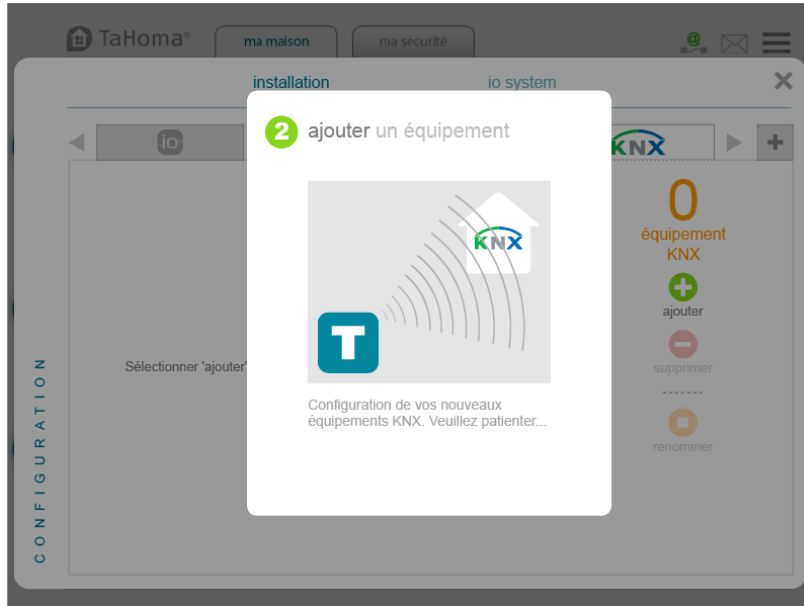 TaHoma®
ma maison
ma sécurité
@
installation
io system
io
KNX
2 ajouter un équipement
KNX
T
Configuration de vos nouveaux
équipements KNX. Veuillez patienter...
Sélectionner 'ajouter'
0
équipement
KNX
ajouter
supprimer
renommer
CONFIGURATION